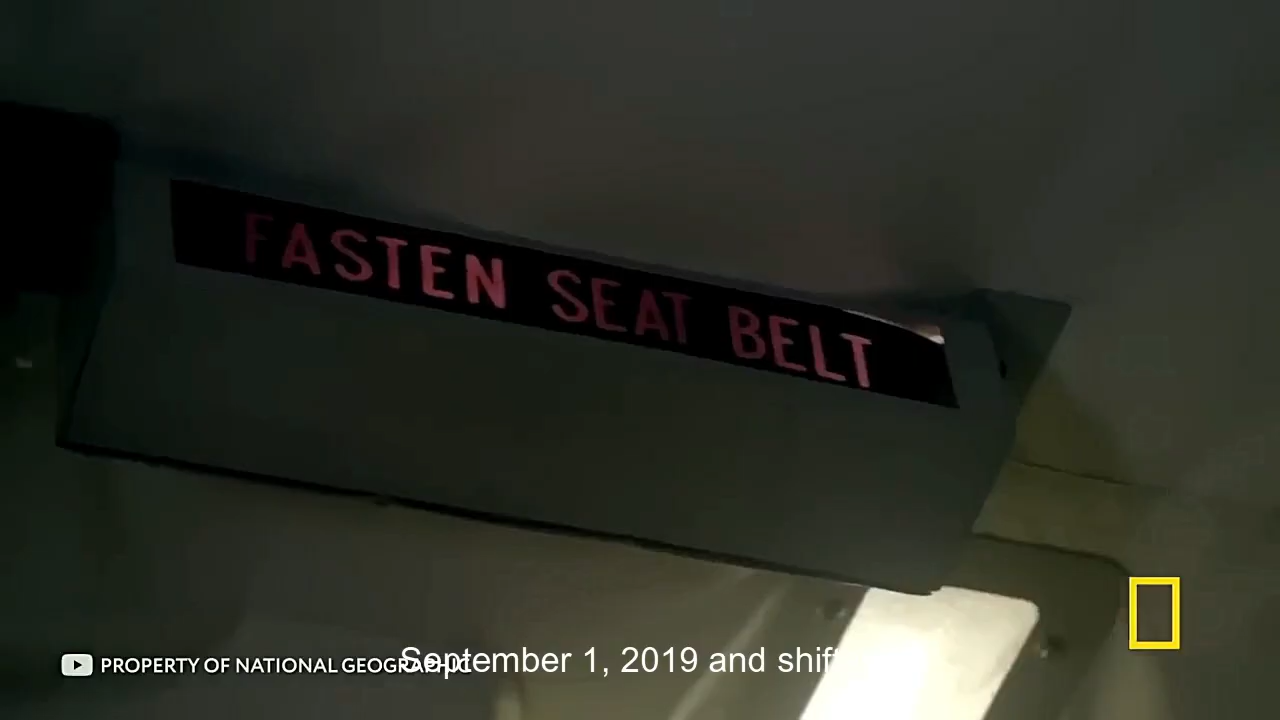 FASTEN SEAT BELT
PROPERTY OF NATIONAL GEOGRAPHIC
September 1, 2019 and